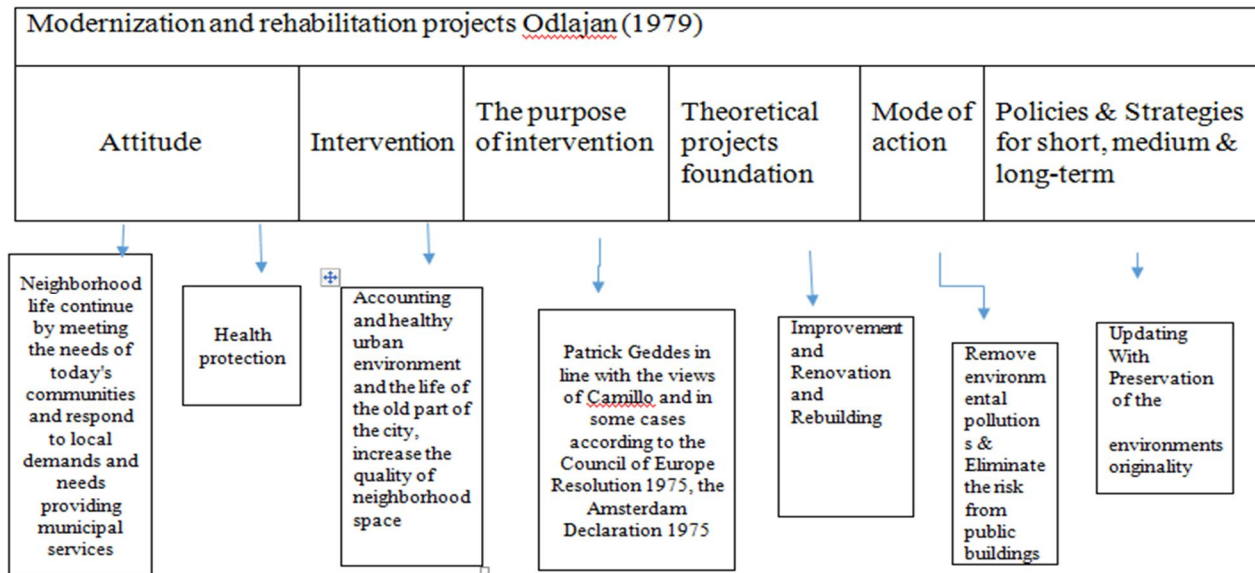 Modernization and rehabilitation projects Odlajan (1979)
Attitude
Intervention
The purpose
of intervention
Theoretical
projects
foundation
Mode of
action
Policies & Strategies
for short, medium &
long-term
Neighborhood
life continue
by meeting
the needs of
today's
communities
and respond
to local
demands and
needs
providing
municipal
services
Health
protection
Accounting
and healthy
urban
environment
and the life of
the old part of
the city,
increase the
quality of
neighborhood
space
Patrick Geddes in
line with the views
of Camillo and in
some cases
according to the
Council of Europe
Resolution 1975, the
Amsterdam
Declaration 1975
Improvement
and
Renovation
and
Rebuilding
Remove
environm
ental
pollution
s &
Eliminate
the risk
from
public
buildings
Updating
With
Preservation
of the
environments
originality